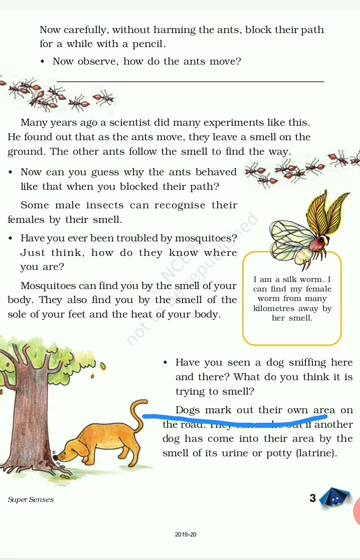 Now carefully, without harming the ants, block their path
for a while with a pencil.
• Now observe, how do the ants move?
Many years ago a scientist did many experiments like this.
He found out that as the ants move, they leave a smell on the
ground. The other ants follow the smell to find the way.
• Now can you guess why the ants behaved
like that when you blocked their path?
Some male insects can recognise their
females by their smell.
• Have you ever been troubled by mosquitoes?
Just think, how do they know where
you are?
Mosquitoes can find you by the smell of your
body. They also find you by the smell of the
sole of your feet and the heat of your body.
I am a silk worm. I
can find my female
worm from many
kilometres away by
her smell.
• Have you seen a dog sniffing here
and there? What do you think it is
trying to smell?
Dogs mark out their own area on
the road. They can make out if another
dog has come into their area by the
smell of its urine or potty (latrine).
Super Senses
3
2019-20